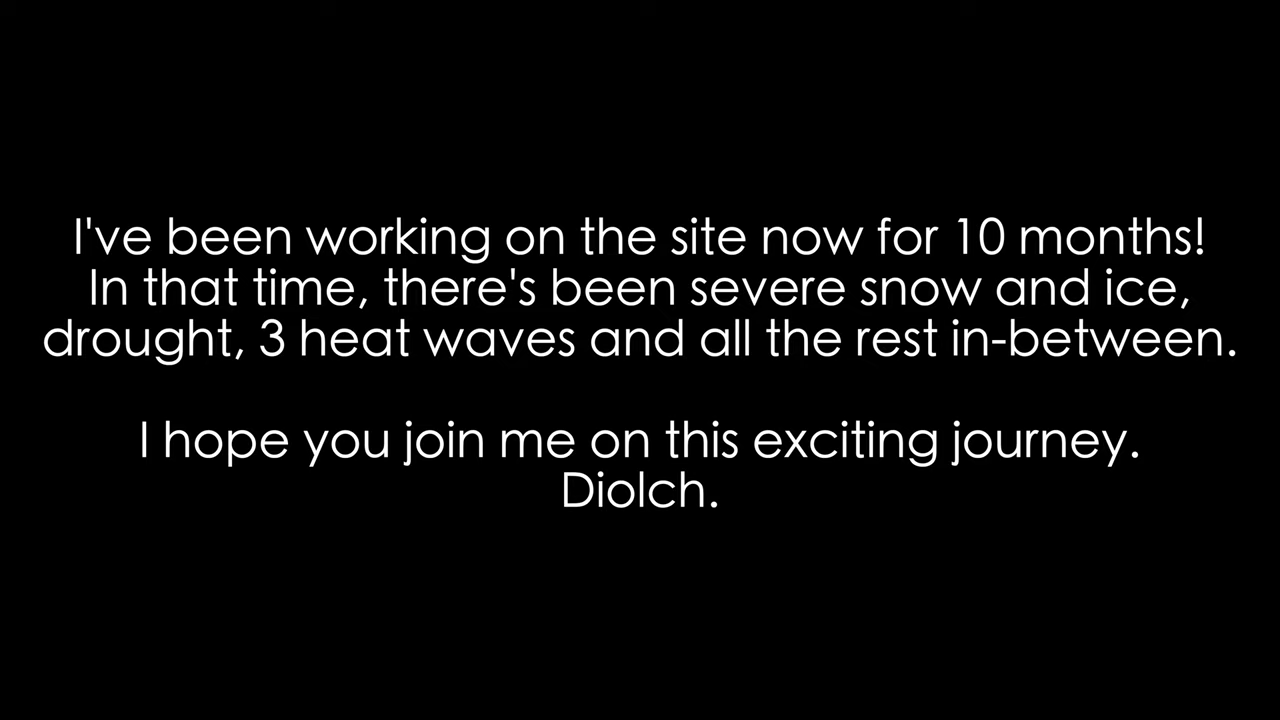 I've been working on the site now for 10 months!
In that time, there's been severe snow and ice,
drought, 3 heat waves and all the rest in-between.
I hope you join me on this exciting journey.
Diolch.